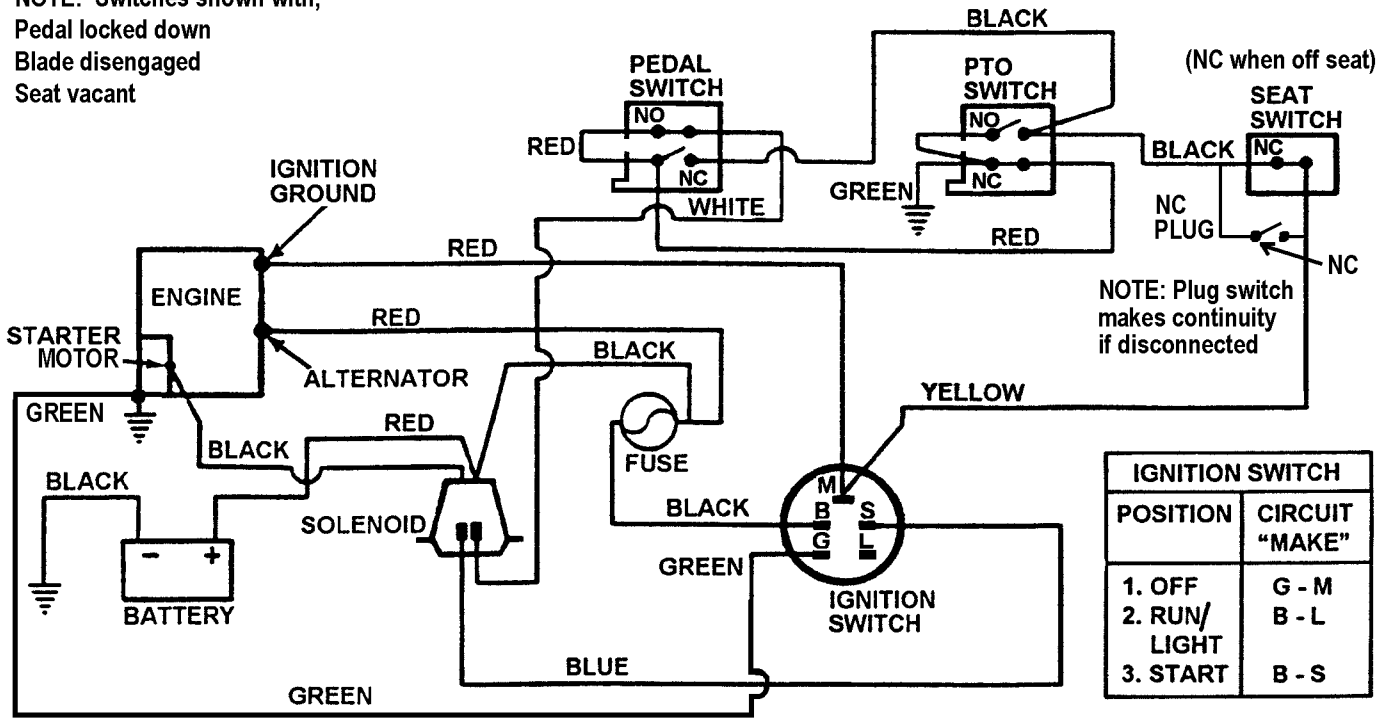 NOTE: Switches shown with,
Pedal locked down
Blade disengaged
Seat vacant
BLACK
PEDAL
SWITCH
NO
RED
NC
WHITE
PTO
SWITCH
NO
NC
GREEN
RED
(NC when off seat)
SEAT
SWITCH
NC
BLACK
NC
PLUG
NC
NOTE: Plug switch
makes continuity
if disconnected
IGNITION
GROUND
RED
ENGINE
RED
STARTER
MOTOR
ALTERNATOR
BLACK
GREEN
RED
BLACK
FUSE
YELLOW
BLACK
SOLENOID
BLACK
M
B
S
G
L
GREEN
IGNITION
SWITCH
BATTERY
- +
BLUE
GREEN
IGNITION SWITCH
POSITION CIRCUIT
“MAKE”
1. OFF G - M
2. RUN/ B - L
LIGHT
3. START B - S